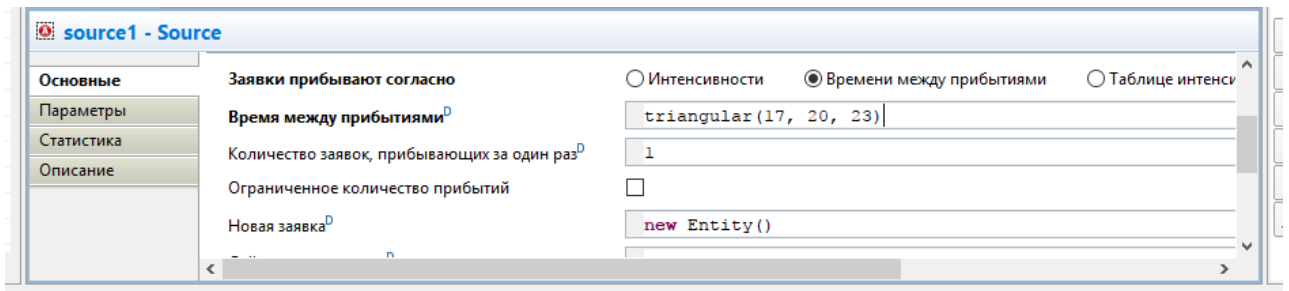 source1 - Source
Основные
Параметры
Статистика
Описание
Заявки прибывают согласно
Интенсивности
Времени между прибытиями
Таблице интенси
Время между прибытиями D
triangular(17, 20, 23)
Количество заявок, прибывающих за один раз D
1
Ограниченное количество прибытий
Новая заявка D
new Entity()